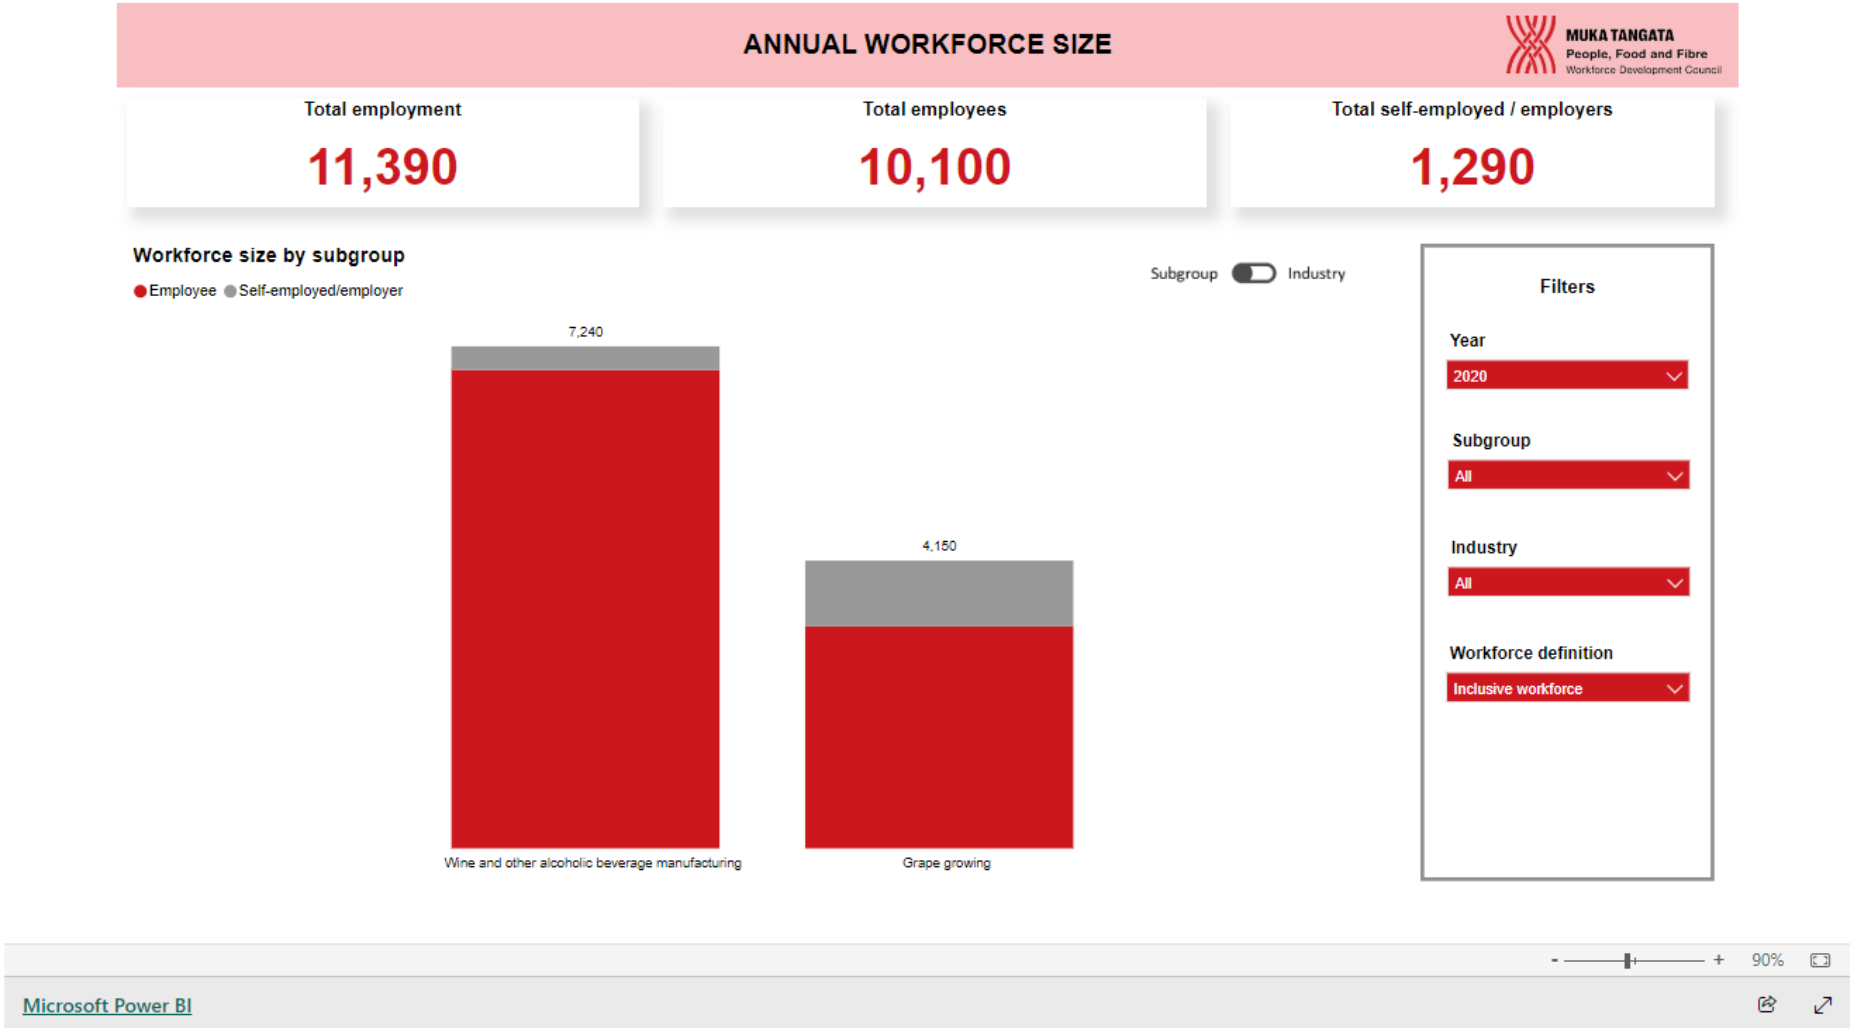 ANNUAL WORKFORCE SIZE
MUKA TANGATA
People, Food and Fibre
Workforce Development Council
Total employment
11,390
Total employees
10,100
Total self-employed / employers
1,290
Workforce size by subgroup
Employee Self-employed/employer
Subgroup Industry
7,240
Wine and other alcoholic beverage manufacturing
4,150
Grape growing
Filters
Year
2020
Subgroup
All
Industry
All
Workforce definition
Inclusive workforce
- + 90%
Microsoft Power BI